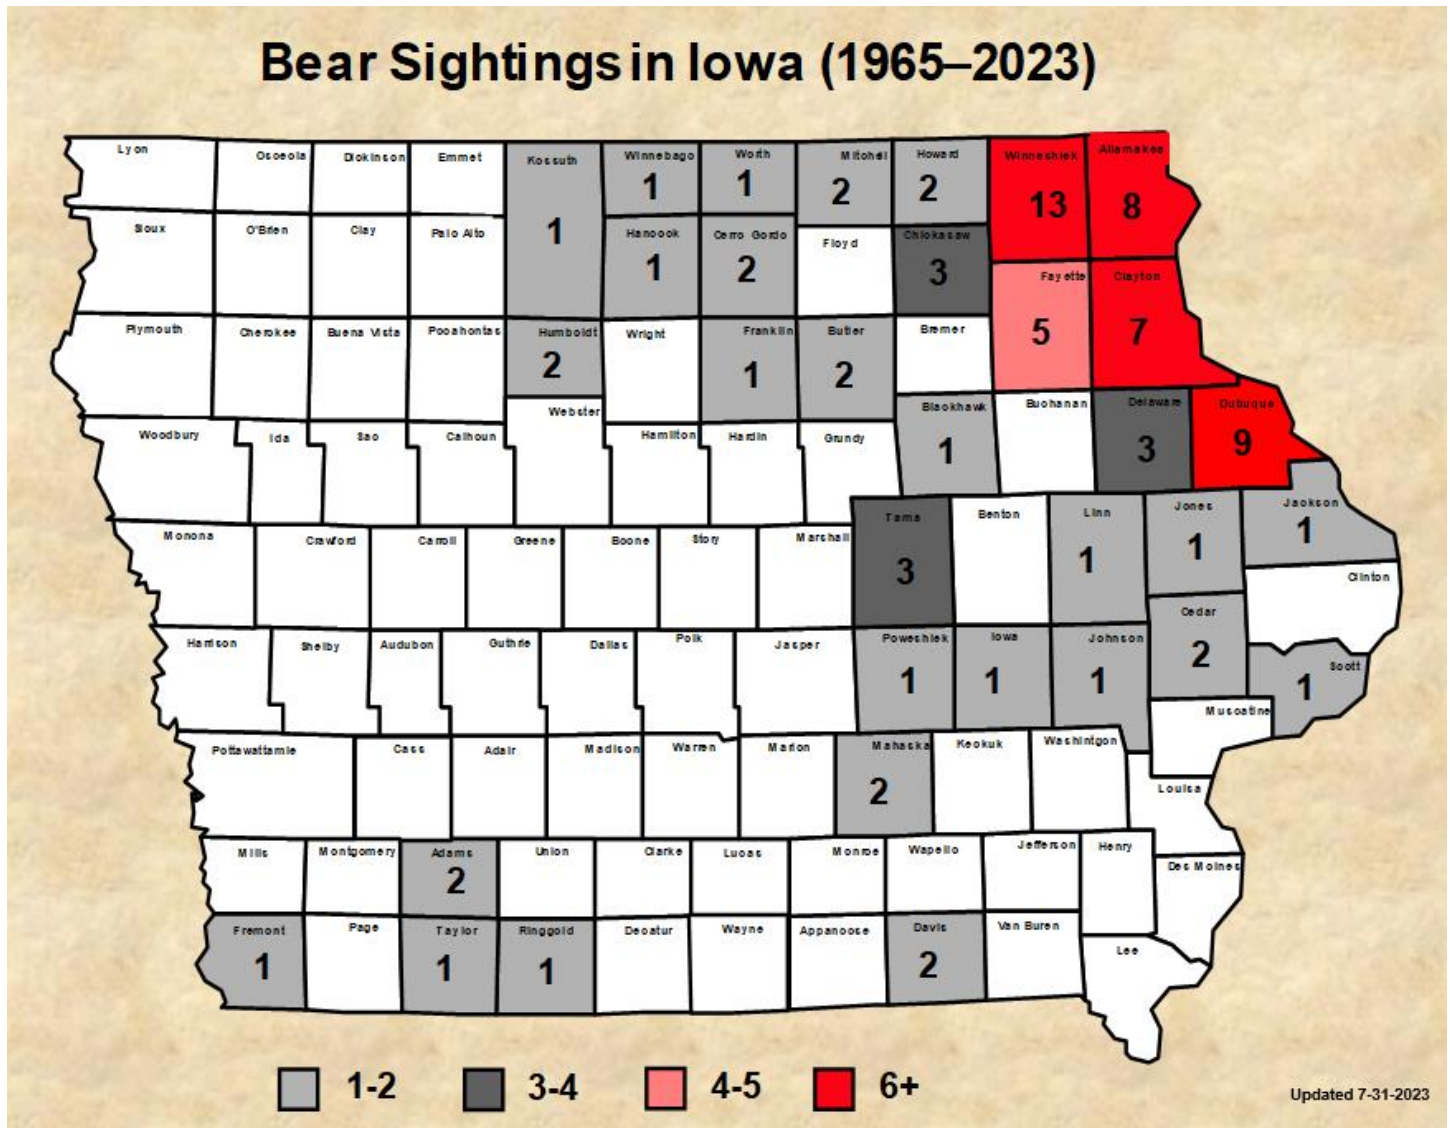 Bear Sightings in Iowa (1965–2023)
Lyon Osceola Dickinson Emmet Kossuth Winnebago Worth Mitchell Howard Winneshiek Allamakee
1 1 1 2 2 13 8
Sioux O'Brien Clay Palo Alto Hancock Cerro Gordo Floyd Chickasaw
1 2 3
Fayette Clayton
5 7
Plymouth Cherokee Buena Vista Pocahontas Humboldt Wright Franklin Butler Bremer
2 1 2
Webster Blackhawk Buchanan Delaware Dubuque
1 3 9
Woodbury Ida Sac Calhoun Hamilton Hardin Grundy
Tama Benton Linn Jones Jackson
3 1 1 1
Monona Crawford Carroll Greene Boone Story Marshall Clinton
Cedar
2
Harrison Shelby Audubon Guthrie Dallas Polk Jasper Poweshiek Iowa Johnson Scott
1 1 1 1
Muscatine
Pottawattamie Cass Adair Madison Warren Marion Mahaska Keokuk Washintgon
2
Louisa
Mills Montgomery Adams Union Clarke Lucas Monroe Wapello Jefferson Henry Des Moines
2
Fremont Page Taylor Ringgold Decatur Wayne Appanoose Davis Van Buren Lee
1 1 1 2
1-2 3-4 4-5 6+
Updated 7-31-2023